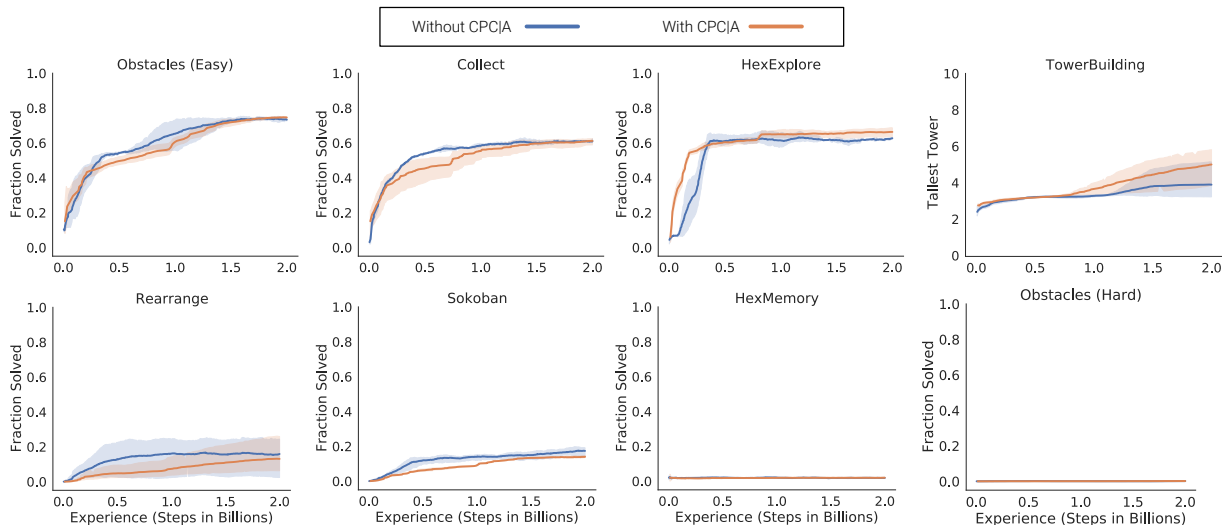 Without CPC|A With CPC|A
Obstacles (Easy) Collect HexExplore TowerBuilding
Fraction Solved
1.0
0.8
0.6
0.4
0.2
0.0
0.0 0.5 1.0 1.5 2.0
Fraction Solved
1.0
0.8
0.6
0.4
0.2
0.0
0.0 0.5 1.0 1.5 2.0
Fraction Solved
1.0
0.8
0.6
0.4
0.2
0.0
0.0 0.5 1.0 1.5 2.0
Tallest Tower
10
8
6
4
2
0
0.0 0.5 1.0 1.5 2.0
Rearrange Sokoban HexMemory Obstacles (Hard)
Fraction Solved
1.0
0.8
0.6
0.4
0.2
0.0
0.0 0.5 1.0 1.5 2.0
Experience (Steps in Billions)
Fraction Solved
1.0
0.8
0.6
0.4
0.2
0.0
0.0 0.5 1.0 1.5 2.0
Experience (Steps in Billions)
Fraction Solved
1.0
0.8
0.6
0.4
0.2
0.0
0.0 0.5 1.0 1.5 2.0
Experience (Steps in Billions)
Fraction Solved
1.0
0.8
0.6
0.4
0.2
0.0
0.0 0.5 1.0 1.5 2.0
Experience (Steps in Billions)